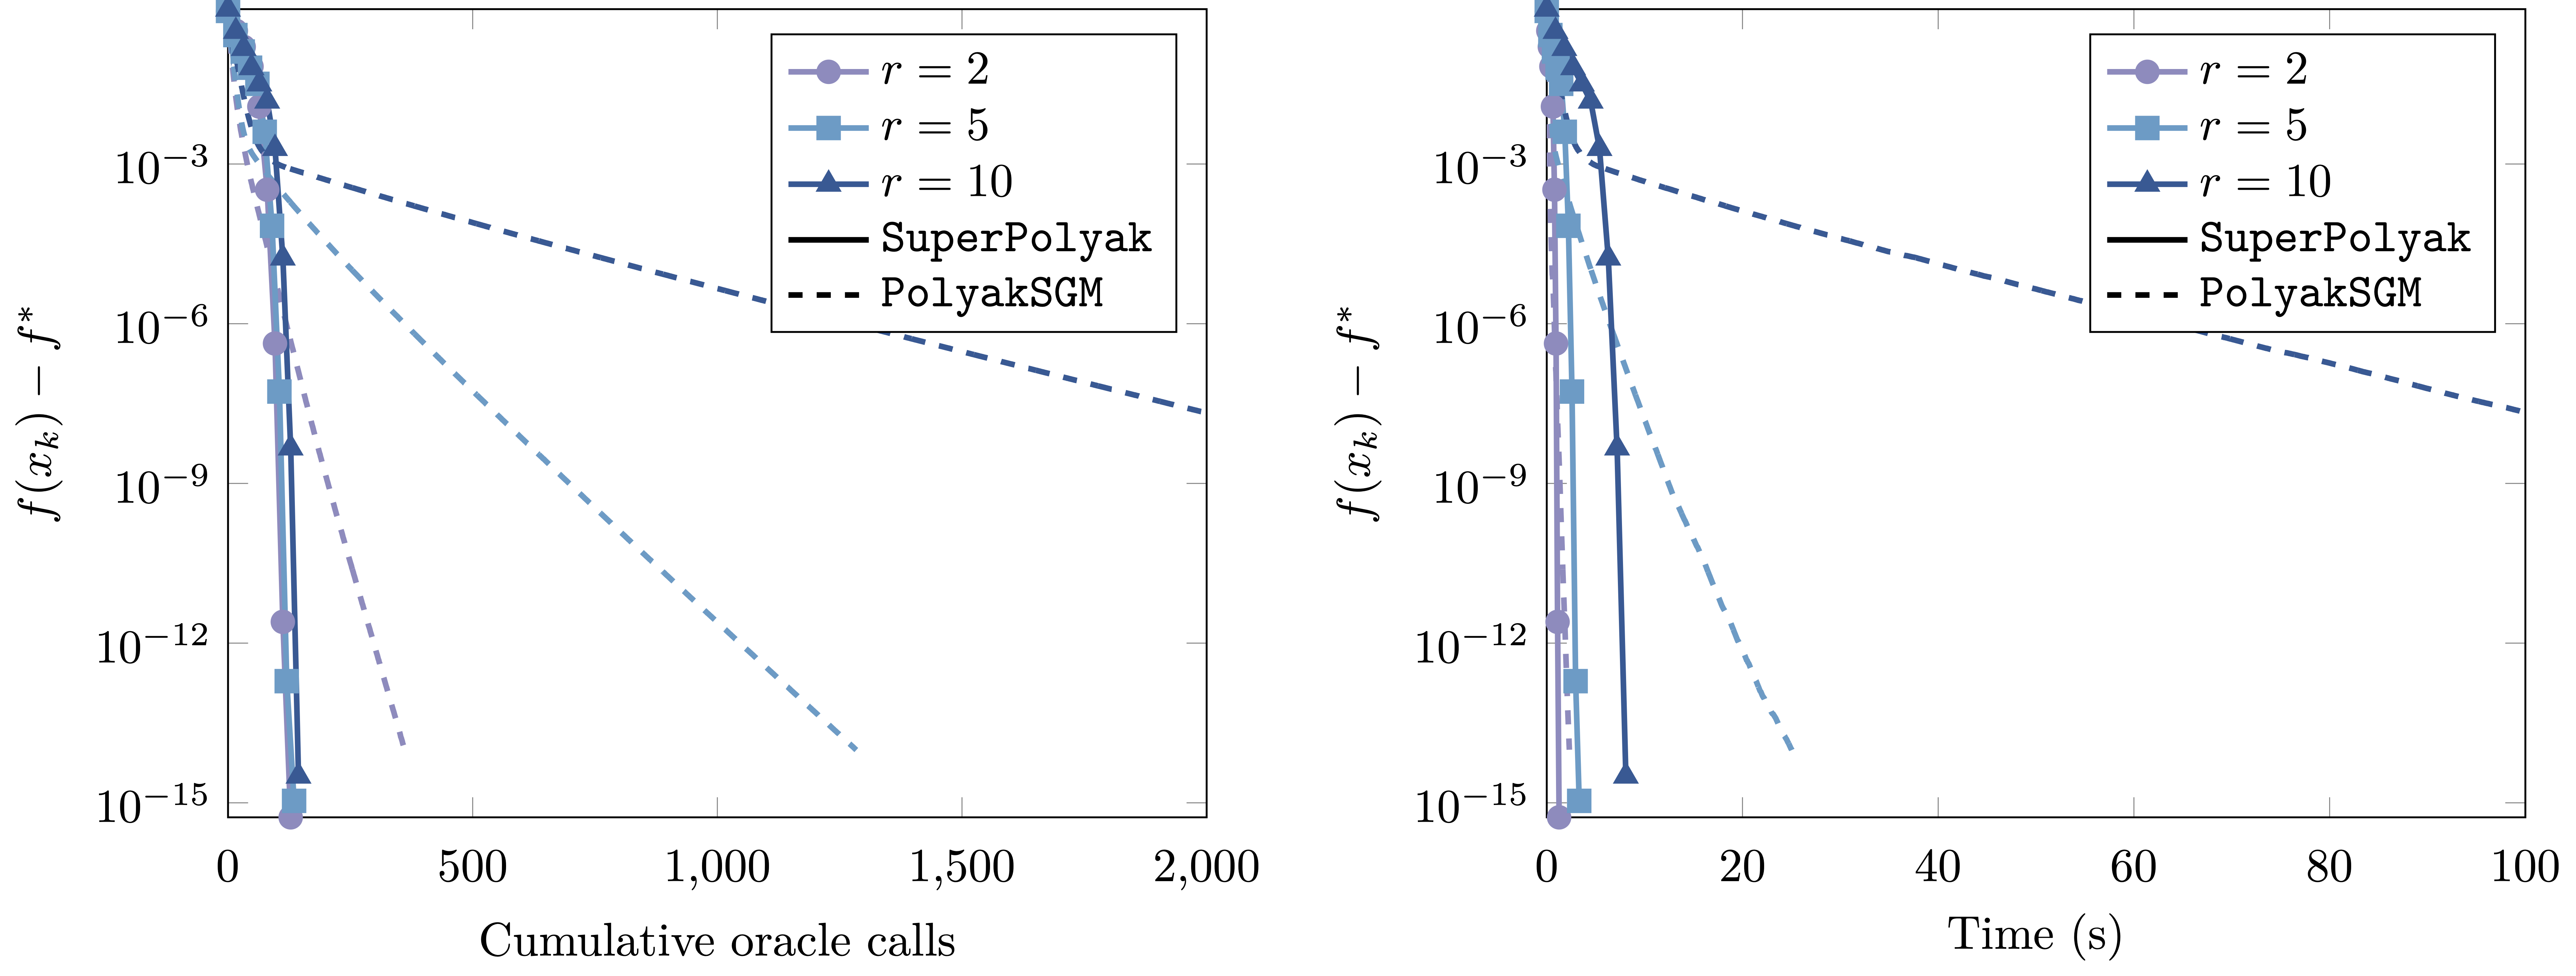 r = 2
r = 5
r = 10
SuperPolyak
PolyakSGM
10^{-3}
10^{-6}
10^{-9}
10^{-12}
10^{-15}
f(x_k) − f*
0 500 1,000 1,500 2,000
Cumulative oracle calls
r = 2
r = 5
r = 10
SuperPolyak
PolyakSGM
10^{-3}
10^{-6}
10^{-9}
10^{-12}
10^{-15}
f(x_k) − f*
0 20 40 60 80 100
Time (s)